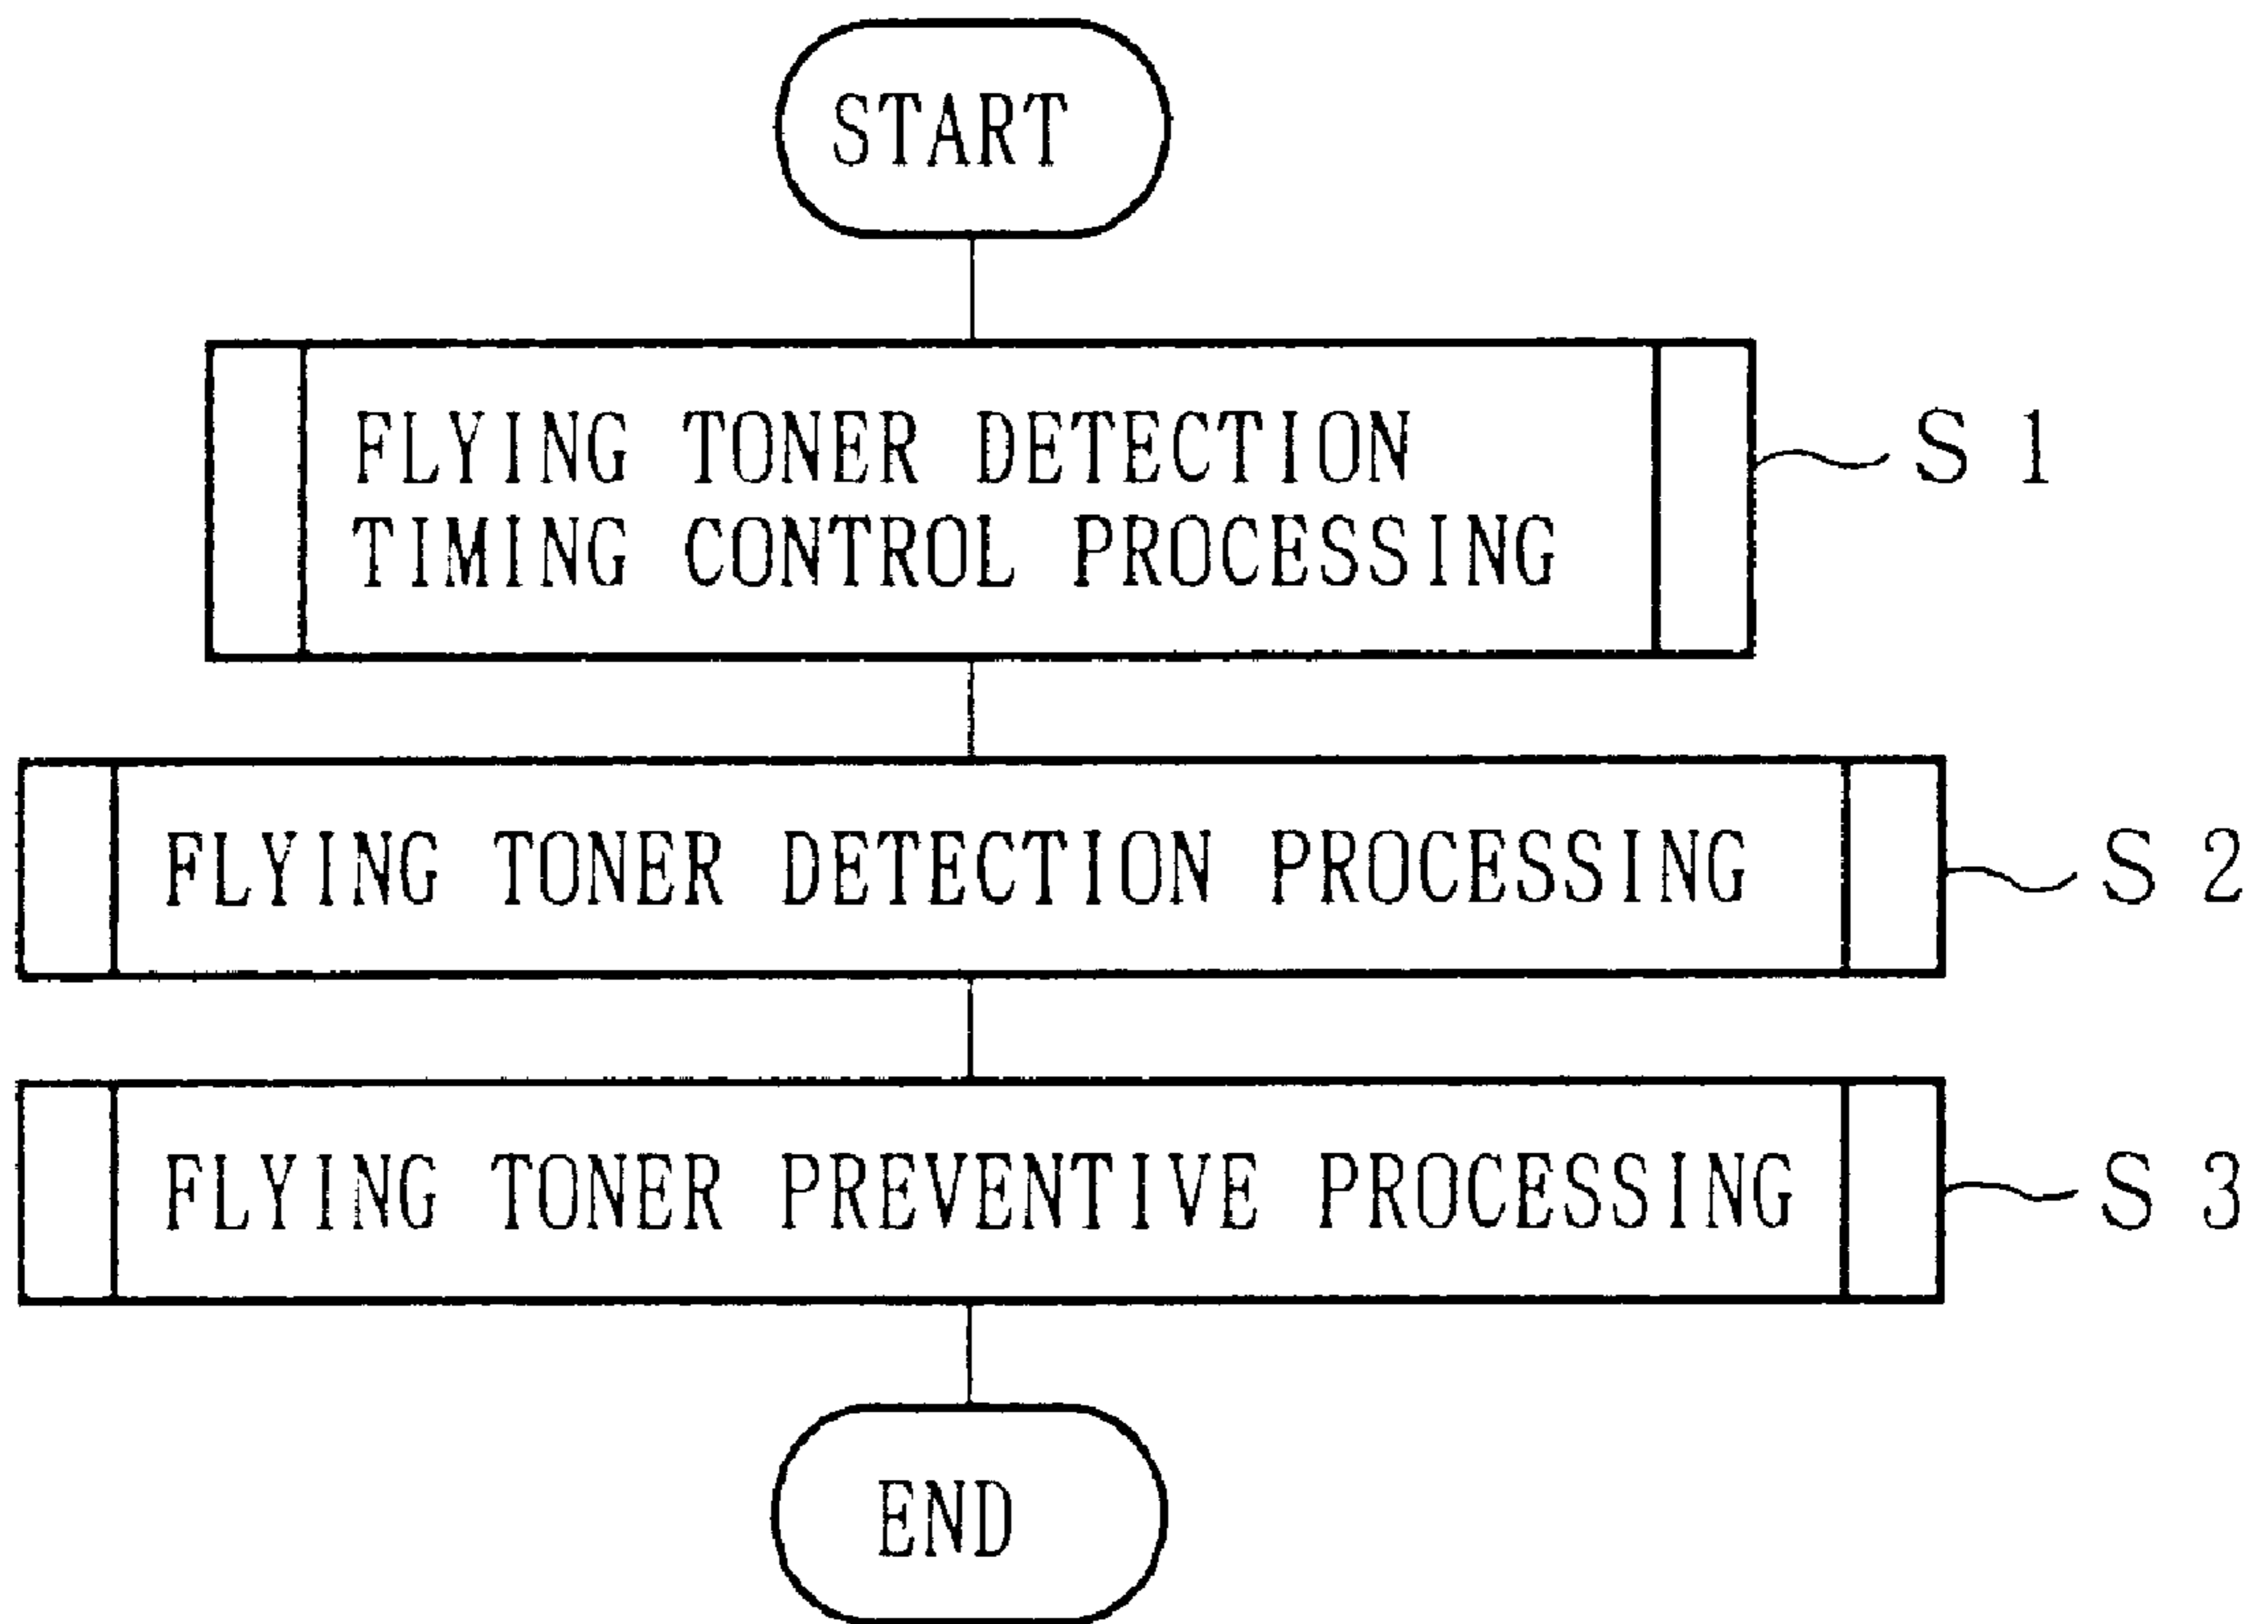 START
FLYING TONER DETECTION
TIMING CONTROL PROCESSING
S 1
FLYING TONER DETECTION PROCESSING
S 2
FLYING TONER PREVENTIVE PROCESSING
S 3
END